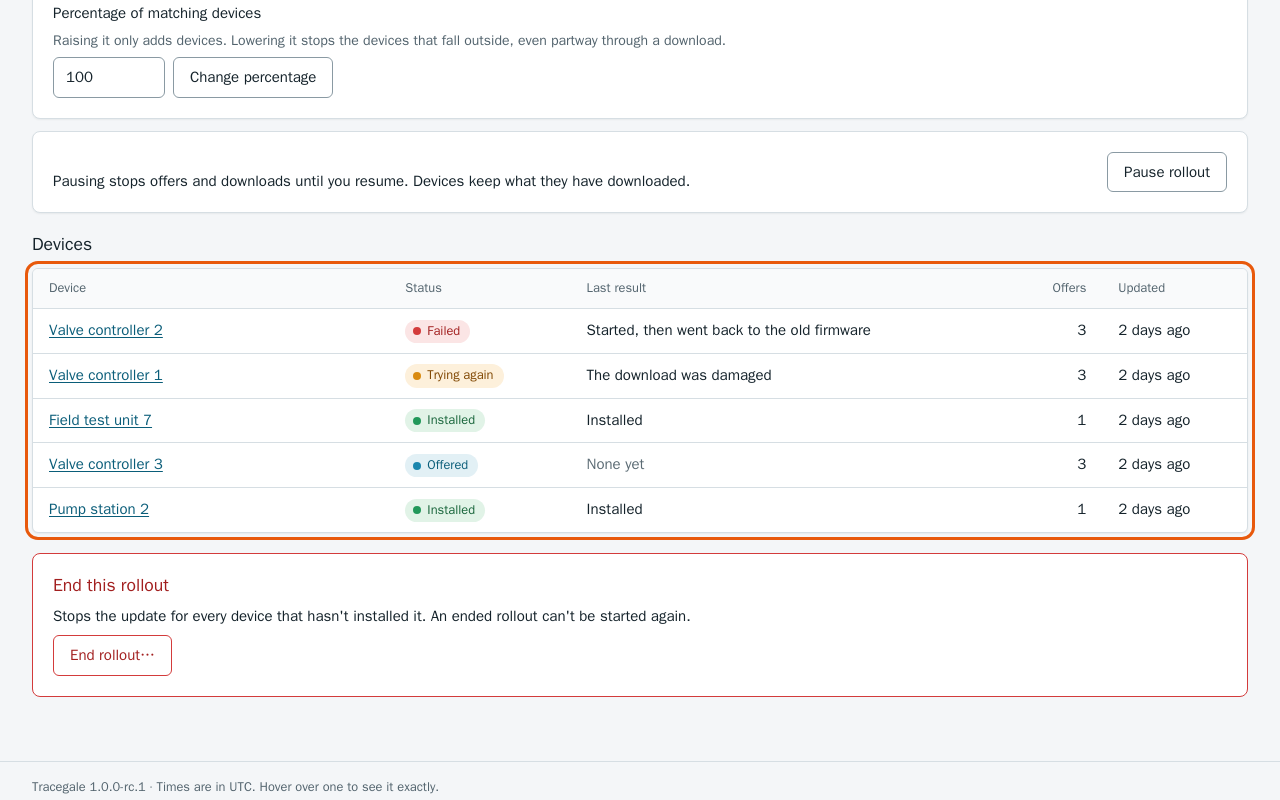 Percentage of matching devices
Raising it only adds devices. Lowering it stops the devices that fall outside, even partway through a download.
100 Change percentage
Pausing stops offers and downloads until you resume. Devices keep what they have downloaded. Pause rollout
Devices
Device Status Last result Offers Updated
Valve controller 2 Failed Started, then went back to the old firmware 3 2 days ago
Valve controller 1 Trying again The download was damaged 3 2 days ago
Field test unit 7 Installed Installed 1 2 days ago
Valve controller 3 Offered None yet 3 2 days ago
Pump station 2 Installed Installed 1 2 days ago
End this rollout
Stops the update for every device that hasn't installed it. An ended rollout can't be started again.
End rollout···
Tracegale 1.0.0-rc.1 · Times are in UTC. Hover over one to see it exactly.